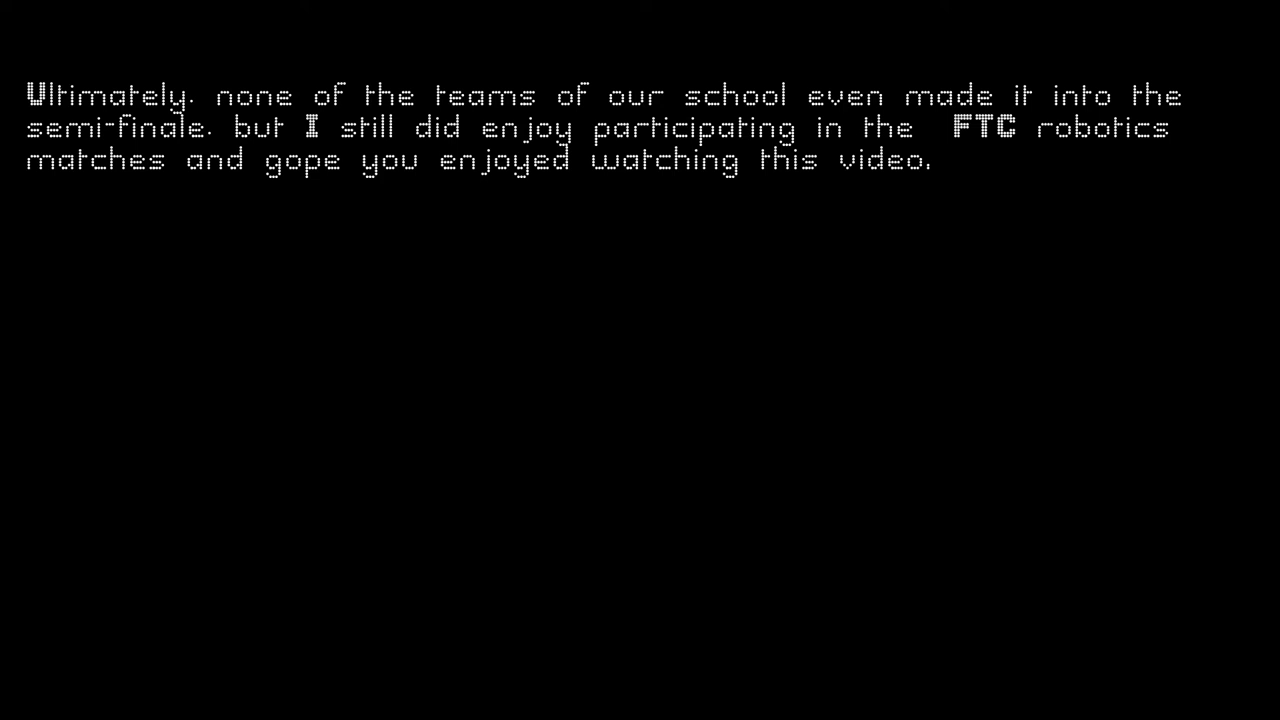 Ultimately, none of the teams of our school even made it into the
semi-finale, but I still did enjoy participating in the FTC robotics
matches and gope you enjoyed watching this video.